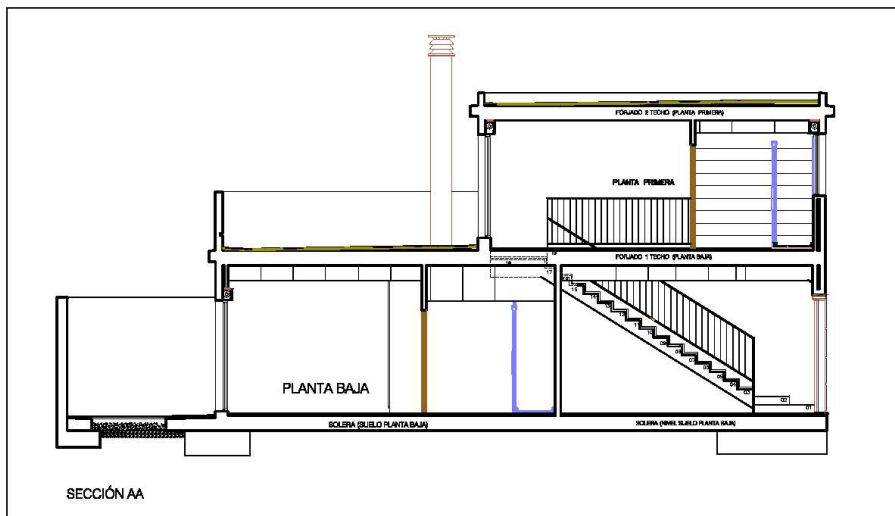 FORJADO 2 TECHO (PLANTA PRIMERA)
PLANTA PRIMERA
FORJADO 1 TECHO (PLANTA BAJA)
PLANTA BAJA
SOLERA (SUELO PLANTA BAJA)
SOLERA (NIVEL SUELO PLANTA BAJA)
SECCIÓN AA